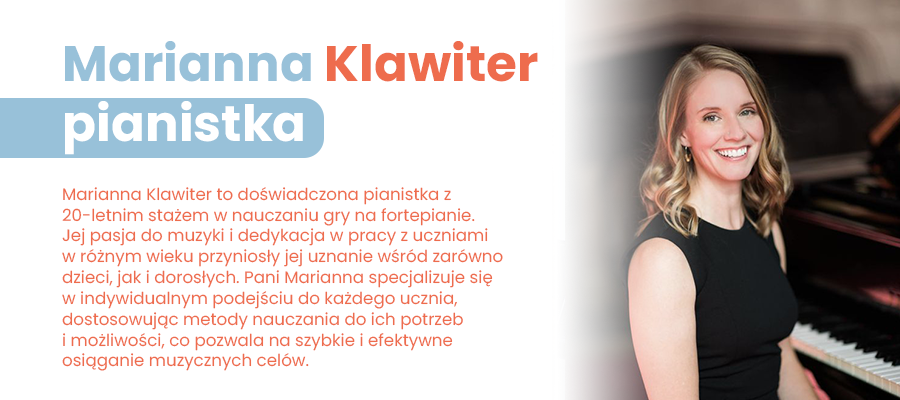 Marianna Klawiter
pianistka
Marianna Klawiter to doświadczona pianistka z
20-letnim stażem w nauczaniu gry na fortepianie.
Jej pasja do muzyki i dedykacja w pracy z uczniami
w różnym wieku przyniosły jej uznanie wśród zarówno
dzieci, jak i dorosłych. Pani Marianna specjalizuje się
w indywidualnym podejściu do każdego ucznia,
dostosowując metody nauczania do ich potrzeb
i możliwości, co pozwala na szybkie i efektywne
osiąganie muzycznych celów.